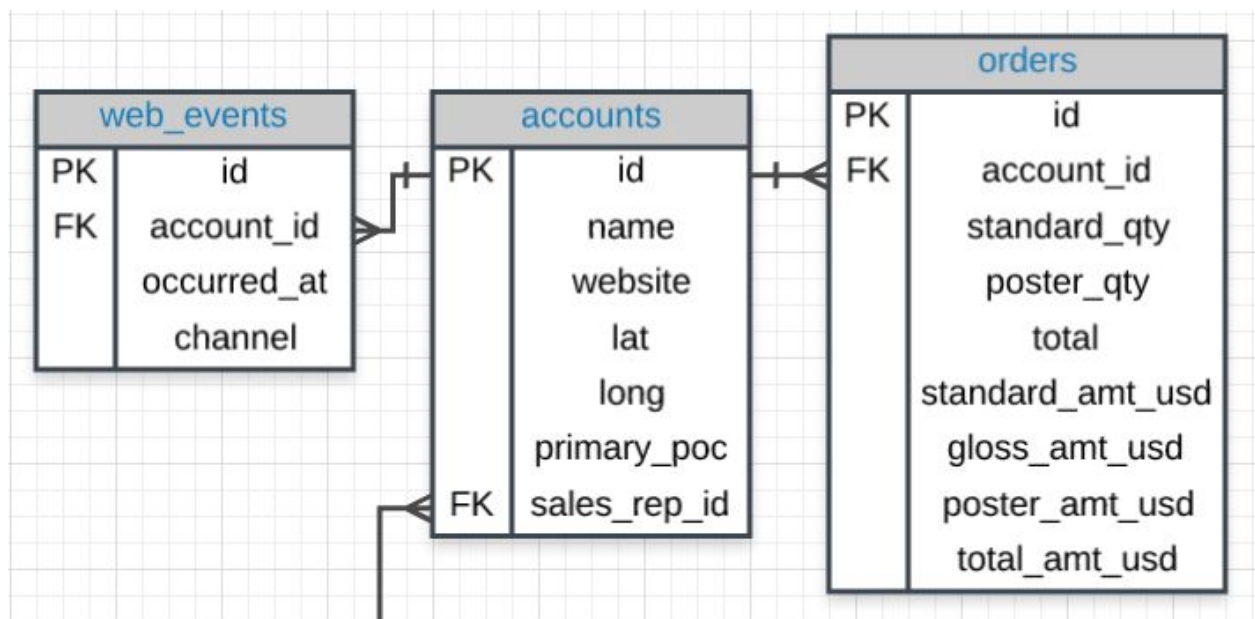 web_events
PK id
FK account_id
occurred_at
channel
accounts
PK id
name
website
lat
long
primary_poc
FK sales_rep_id
orders
PK id
FK account_id
standard_qty
poster_qty
total
standard_amt_usd
gloss_amt_usd
poster_amt_usd
total_amt_usd